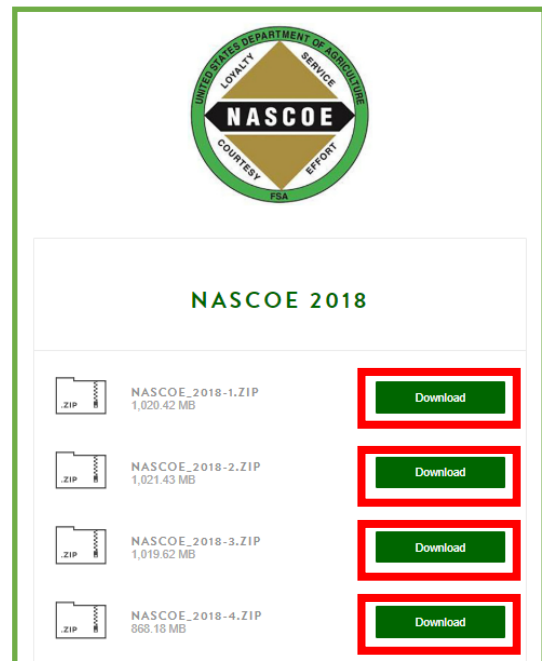 UNITED STATES DEPARTMENT OF AGRICULTURE
LOYALTY
SERVICE
NASCOE
COURTESY
EFFORT
FSA
NASCOE 2018
.ZIP
NASCOE_2018-1.ZIP
1,020.42 MB
Download
.ZIP
NASCOE_2018-2.ZIP
1,021.43 MB
Download
.ZIP
NASCOE_2018-3.ZIP
1,019.62 MB
Download
.ZIP
NASCOE_2018-4.ZIP
868.18 MB
Download